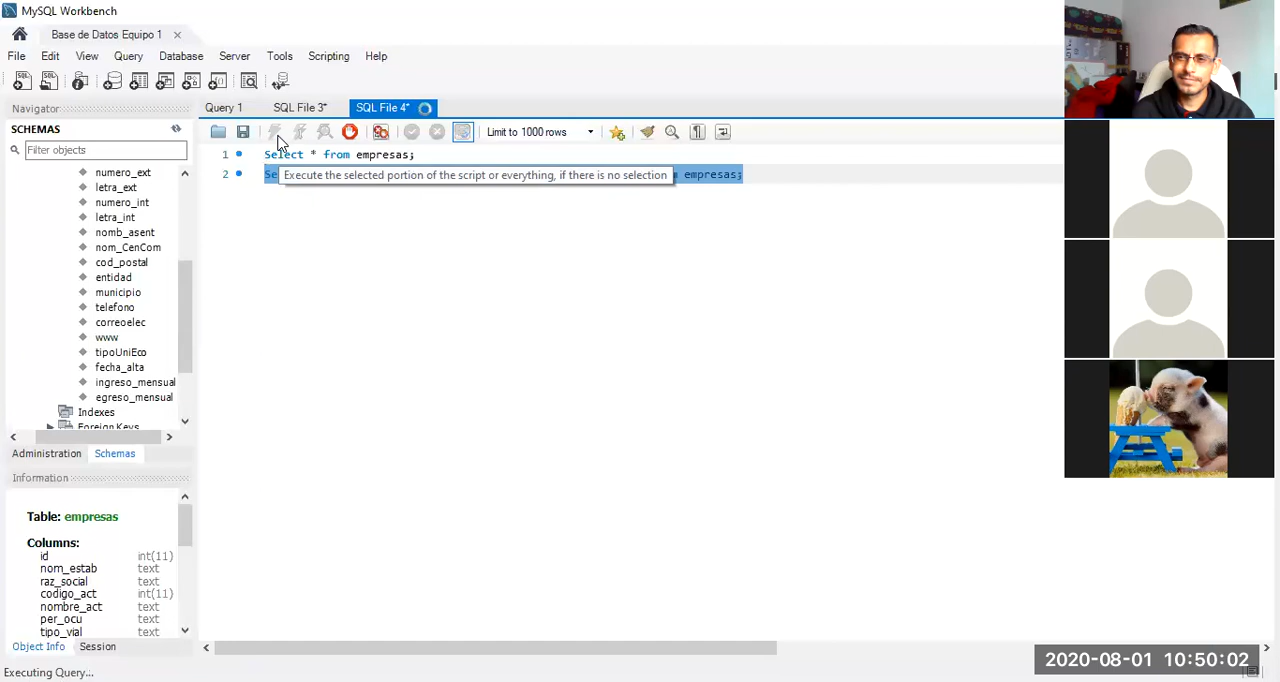 MySQL Workbench
Base de Datos Equipo 1
File Edit View Query Database Server Tools Scripting Help
Navigator
SCHEMAS
Filter objects
numero_ext
letra_ext
numero_int
letra_int
nomb_asent
nom_CenCom
cod_postal
entidad
municipio
telefono
correoelec
www
tipoUniEco
fecha_alta
ingreso_mensual
egreso_mensual
Indexes
Foreign Keys
Administration Schemas
Information
Table: empresas
Columns:
id int(11)
nom_estab text
raz_social text
codigo_act int(11)
nombre_act text
per_ocu text
tipo_vial text
Object Info Session
Executing Query...
Query 1 SQL File 3* SQL File 4*
Limit to 1000 rows
1 Select * from empresas;
2 Se m empresas;
Execute the selected portion of the script or everything, if there is no selection
2020-08-01 10:50:02